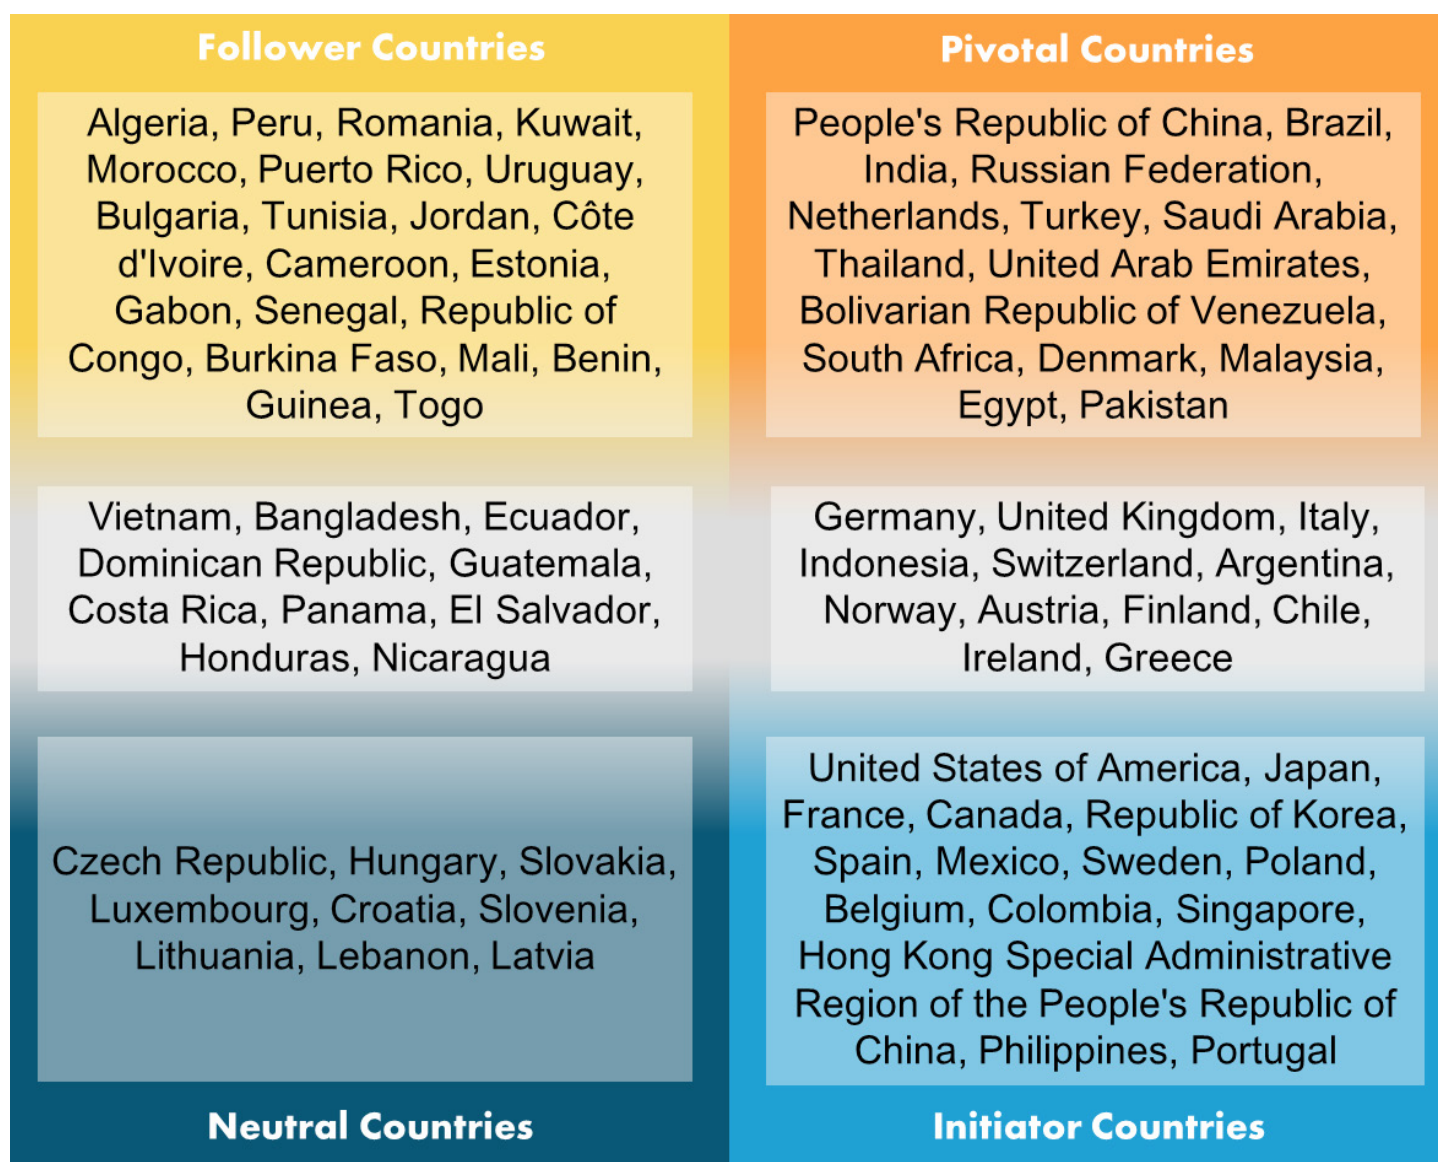 Follower Countries
Algeria, Peru, Romania, Kuwait,
Morocco, Puerto Rico, Uruguay,
Bulgaria, Tunisia, Jordan, Côte
d'Ivoire, Cameroon, Estonia,
Gabon, Senegal, Republic of
Congo, Burkina Faso, Mali, Benin,
Guinea, Togo
Vietnam, Bangladesh, Ecuador,
Dominican Republic, Guatemala,
Costa Rica, Panama, El Salvador,
Honduras, Nicaragua
Czech Republic, Hungary, Slovakia,
Luxembourg, Croatia, Slovenia,
Lithuania, Lebanon, Latvia
Neutral Countries
Pivotal Countries
People's Republic of China, Brazil,
India, Russian Federation,
Netherlands, Turkey, Saudi Arabia,
Thailand, United Arab Emirates,
Bolivarian Republic of Venezuela,
South Africa, Denmark, Malaysia,
Egypt, Pakistan
Germany, United Kingdom, Italy,
Indonesia, Switzerland, Argentina,
Norway, Austria, Finland, Chile,
Ireland, Greece
United States of America, Japan,
France, Canada, Republic of Korea,
Spain, Mexico, Sweden, Poland,
Belgium, Colombia, Singapore,
Hong Kong Special Administrative
Region of the People's Republic of
China, Philippines, Portugal
Initiator Countries